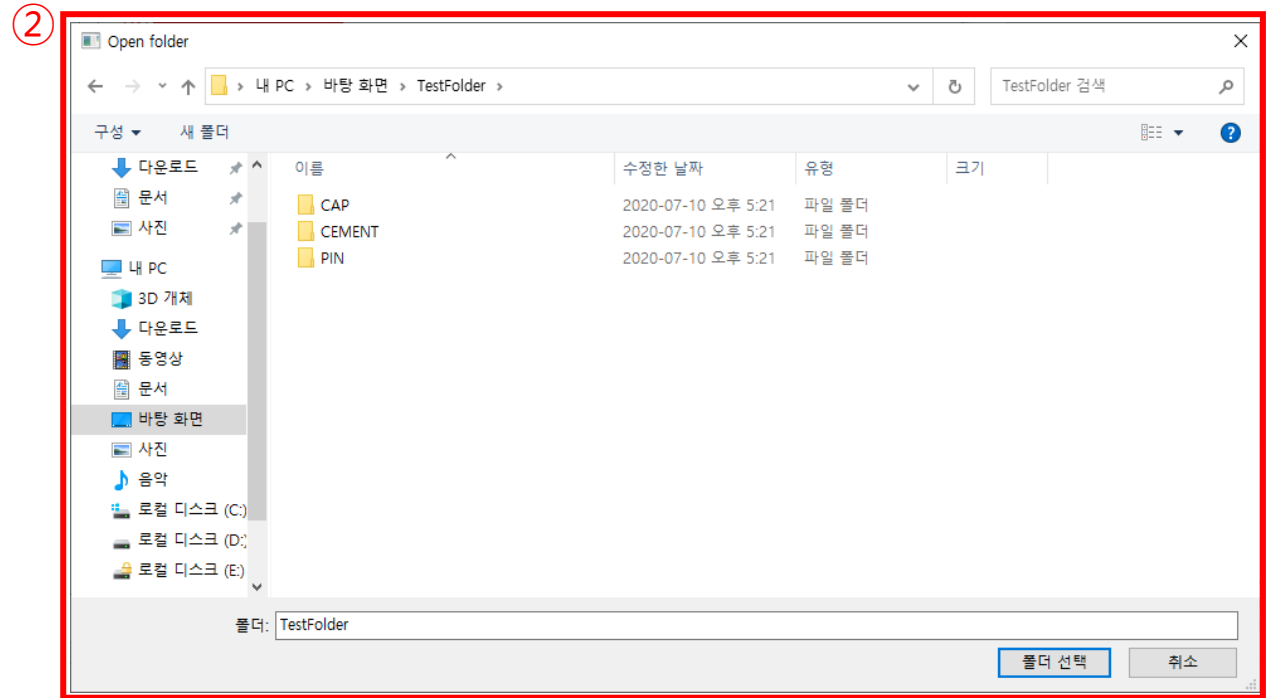 ②
Open folder
내 PC > 바탕 화면 > TestFolder >
TestFolder 검색
구성 새 폴더
이름 수정한 날짜 유형 크기
다운로드
문서
사진
내 PC
3D 개체
다운로드
동영상
문서
바탕 화면
사진
음악
로컬 디스크 (C:)
로컬 디스크 (D:)
로컬 디스크 (E:)
CAP 2020-07-10 오후 5:21 파일 폴더
CEMENT 2020-07-10 오후 5:21 파일 폴더
PIN 2020-07-10 오후 5:21 파일 폴더
폴더: TestFolder
폴더 선택 취소